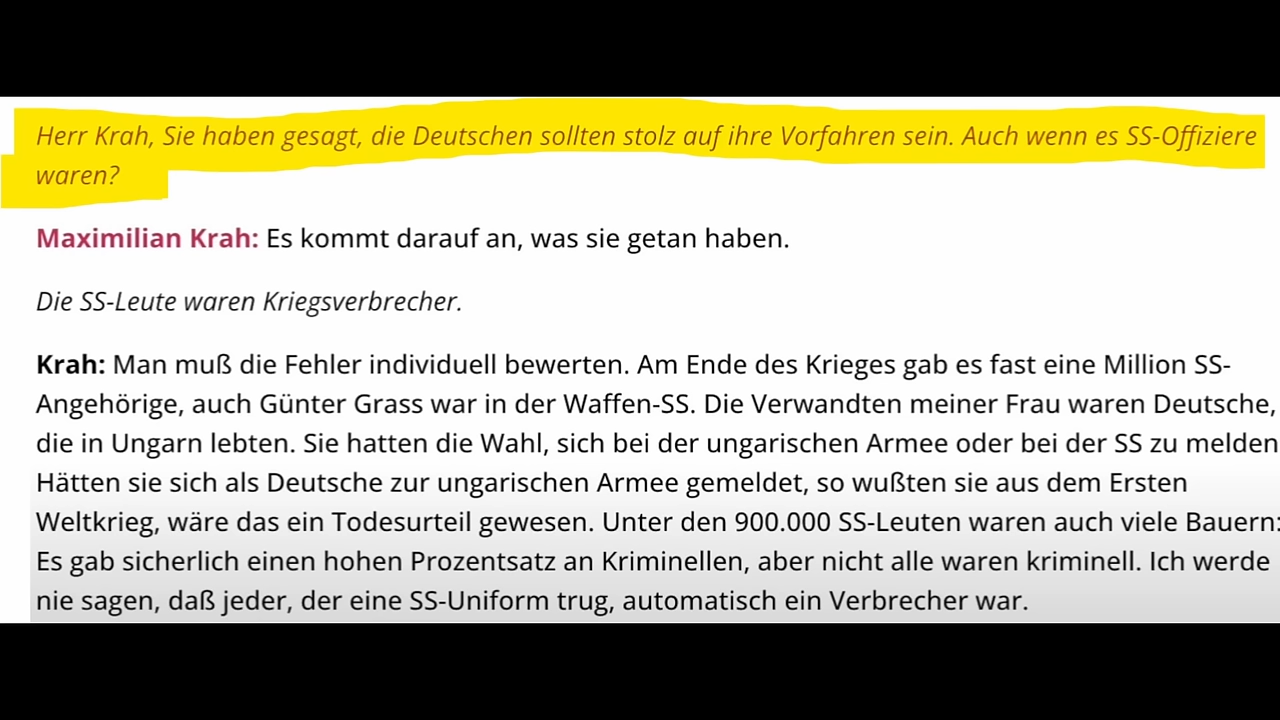 Herr Krah, Sie haben gesagt, die Deutschen sollten stolz auf ihre Vorfahren sein. Auch wenn es SS-Offiziere
waren?
Maximilian Krah: Es kommt darauf an, was sie getan haben.
Die SS-Leute waren Kriegsverbrecher.
Krah: Man muß die Fehler individuell bewerten. Am Ende des Krieges gab es fast eine Million SS-
Angehörige, auch Günter Grass war in der Waffen-SS. Die Verwandten meiner Frau waren Deutsche,
die in Ungarn lebten. Sie hatten die Wahl, sich bei der ungarischen Armee oder bei der SS zu melden
Hätten sie sich als Deutsche zur ungarischen Armee gemeldet, so wußten sie aus dem Ersten
Weltkrieg, wäre das ein Todesurteil gewesen. Unter den 900.000 SS-Leuten waren auch viele Bauern:
Es gab sicherlich einen hohen Prozentsatz an Kriminellen, aber nicht alle waren kriminell. Ich werde
nie sagen, daß jeder, der eine SS-Uniform trug, automatisch ein Verbrecher war.